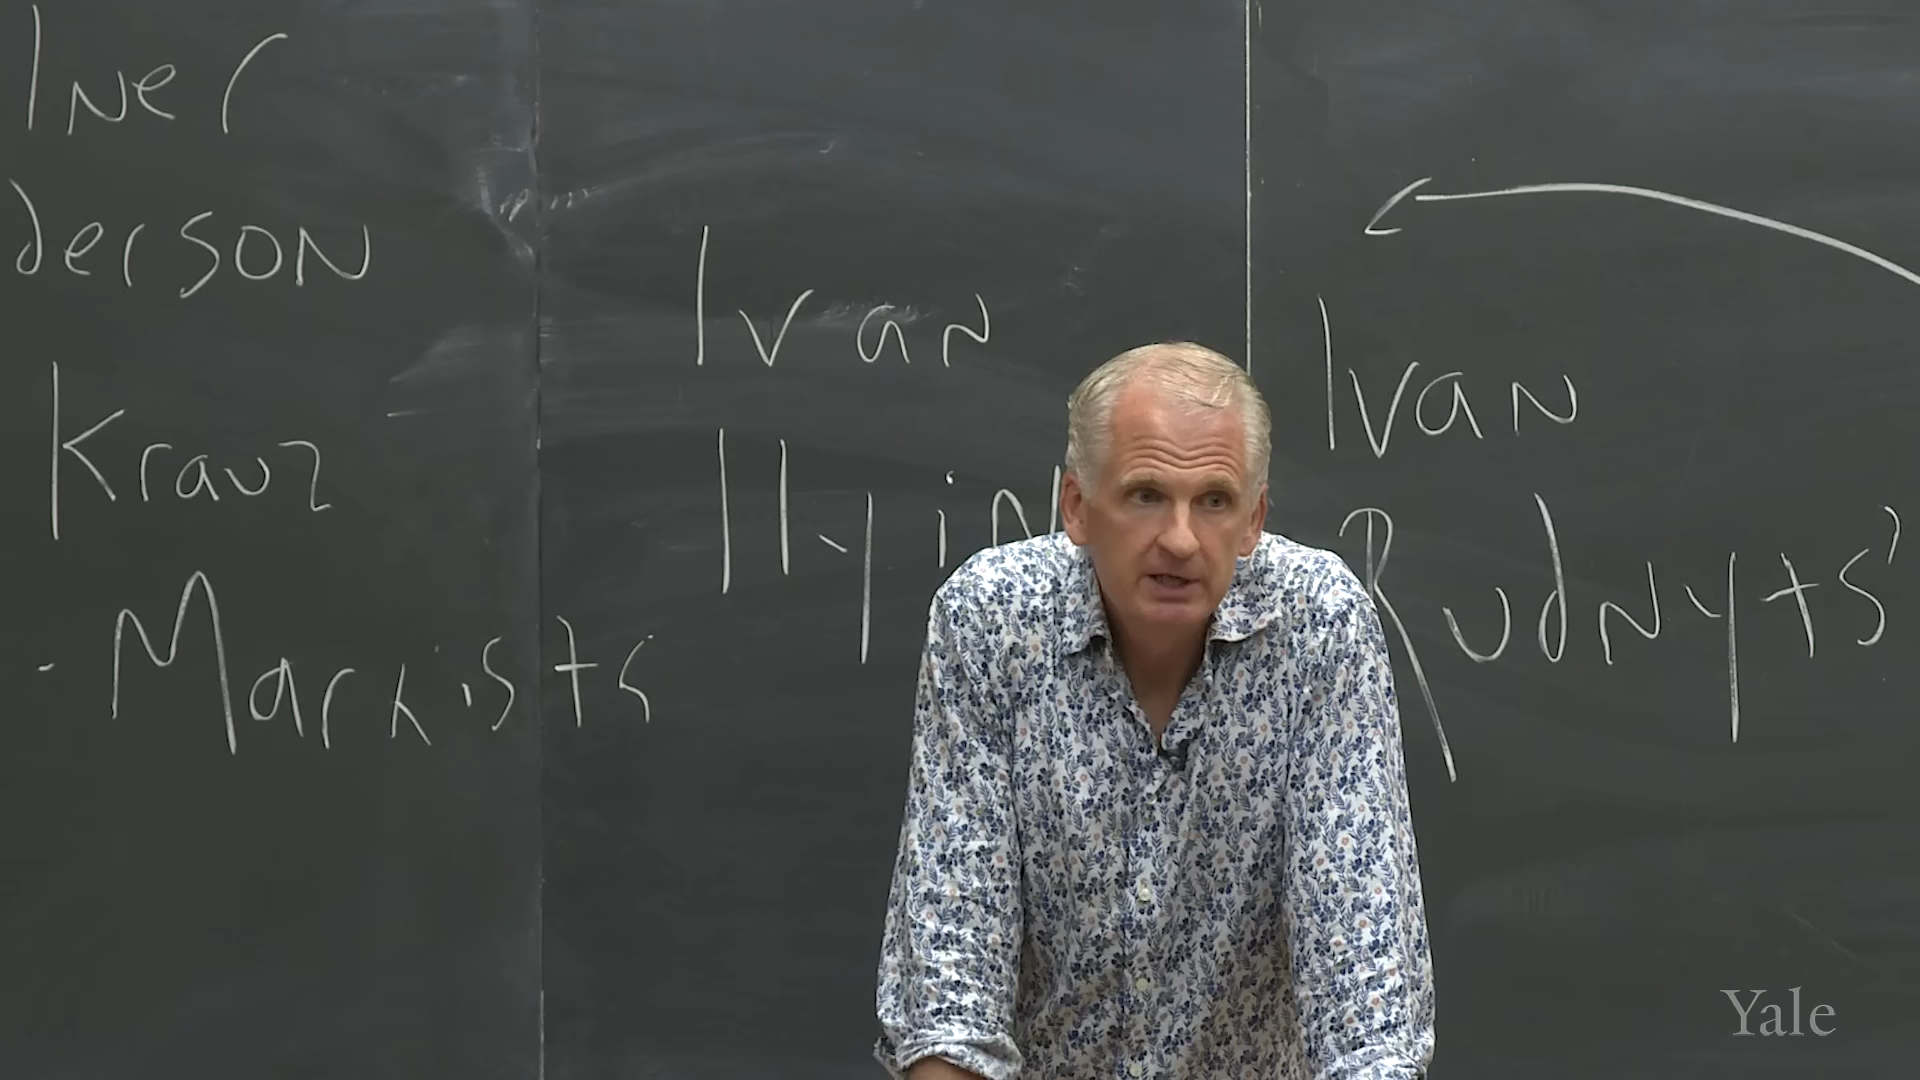 lner
derson
Krauz
- Marxists
Ivan
Ilyin
Ivan
Rudnyts'
Yale